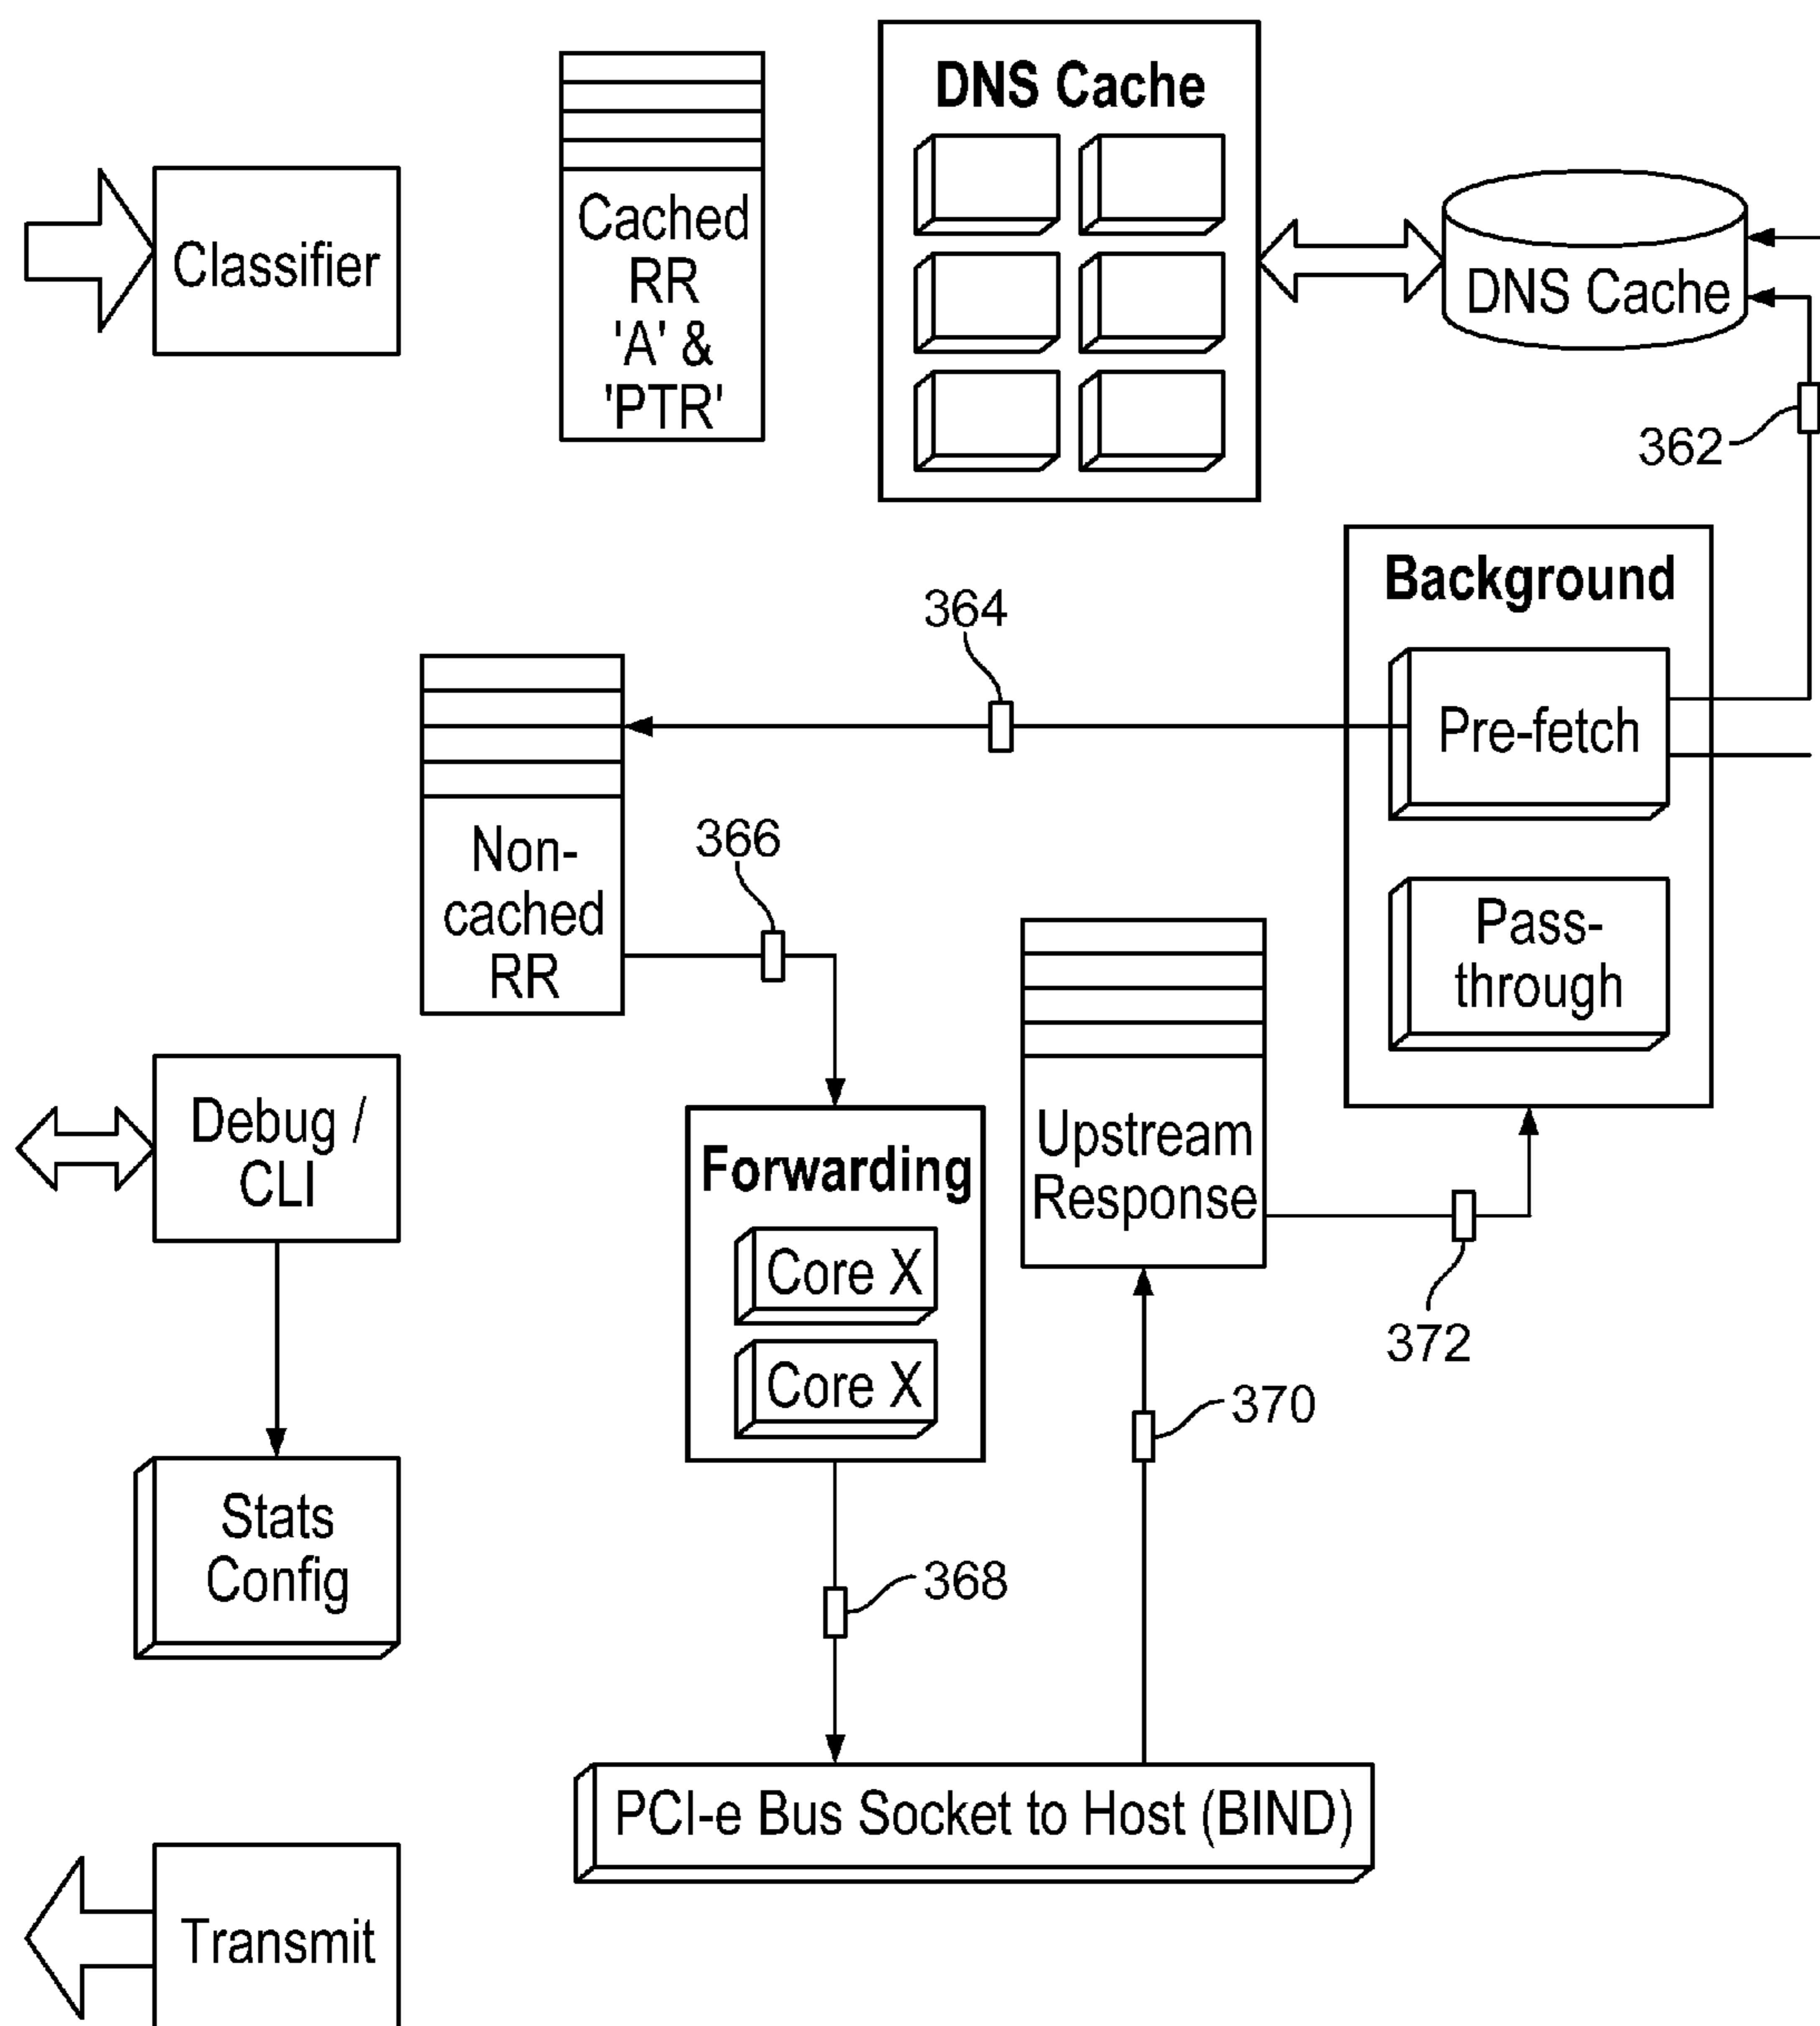 DNS Cache
Classifier
Cached
RR
'A' &
'PTR'
DNS Cache
362
Background
364
Pre-fetch
Non-
cached
RR
366
Pass-
through
Debug /
CLI
Forwarding
Core X
Core X
Upstream
Response
372
370
Stats
Config
368
PCI-e Bus Socket to Host (BIND)
Transmit